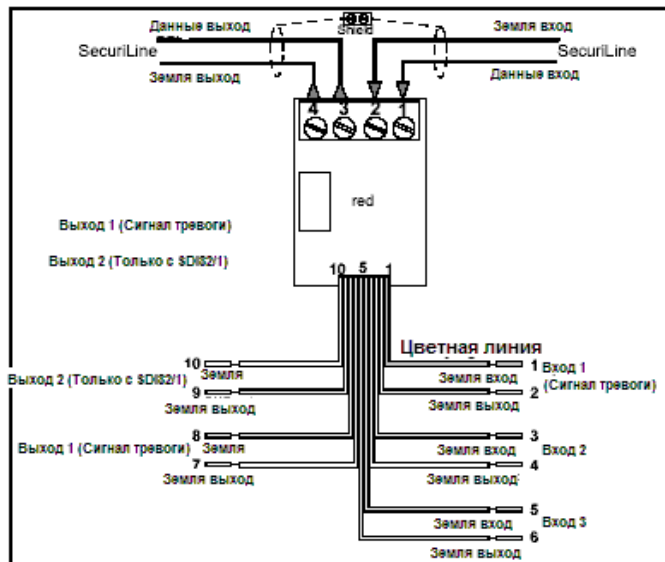 Данные выход
Shield
Земля вход
SecuriLine
SecuriLine
Земля выход
Данные вход
4 3 2 1
red
Выход 1 (Сигнал тревоги)
Выход 2 (Только с $DI$2/1)
10 5 1
Цветная линия
10
1 Вход 1
Земля
Земля вход
(Сигнал тревоги)
Выход 2 (Только с $DI$2/1)
9
2
Земля выход
Земля выход
8
3
Выход 1 (Сигнал тревоги)
Земля
Земля вход
Вход 2
7
4
Земля выход
Земля выход
5
Земля вход
Вход 3
6
Земля выход